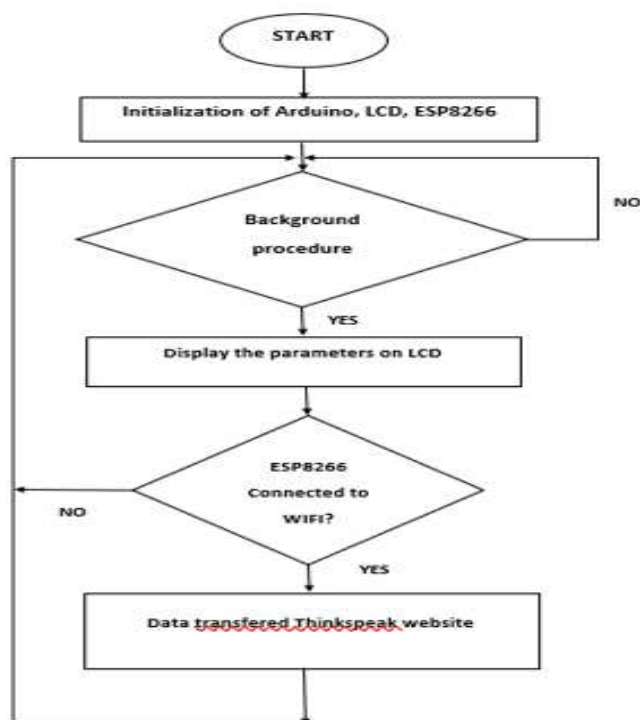 START
Initialization of Arduino, LCD, ESP8266
Background
procedure
NO
YES
Display the parameters on LCD
ESP8266
Connected to
WIFI?
NO
YES
Data transfered Thinkspeak website